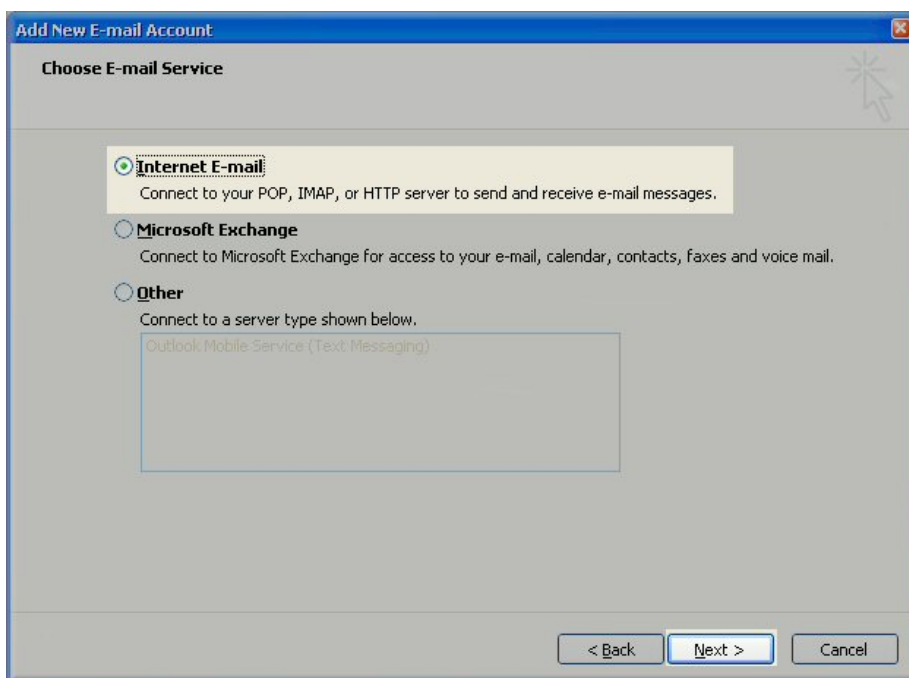 Add New E-mail Account
Choose E-mail Service
Internet E-mail
Connect to your POP, IMAP, or HTTP server to send and receive e-mail messages.
Microsoft Exchange
Connect to Microsoft Exchange for access to your e-mail, calendar, contacts, faxes and voice mail.
Other
Connect to a server type shown below.
Outlook Mobile Service (Text Messaging)
< Back Next > Cancel